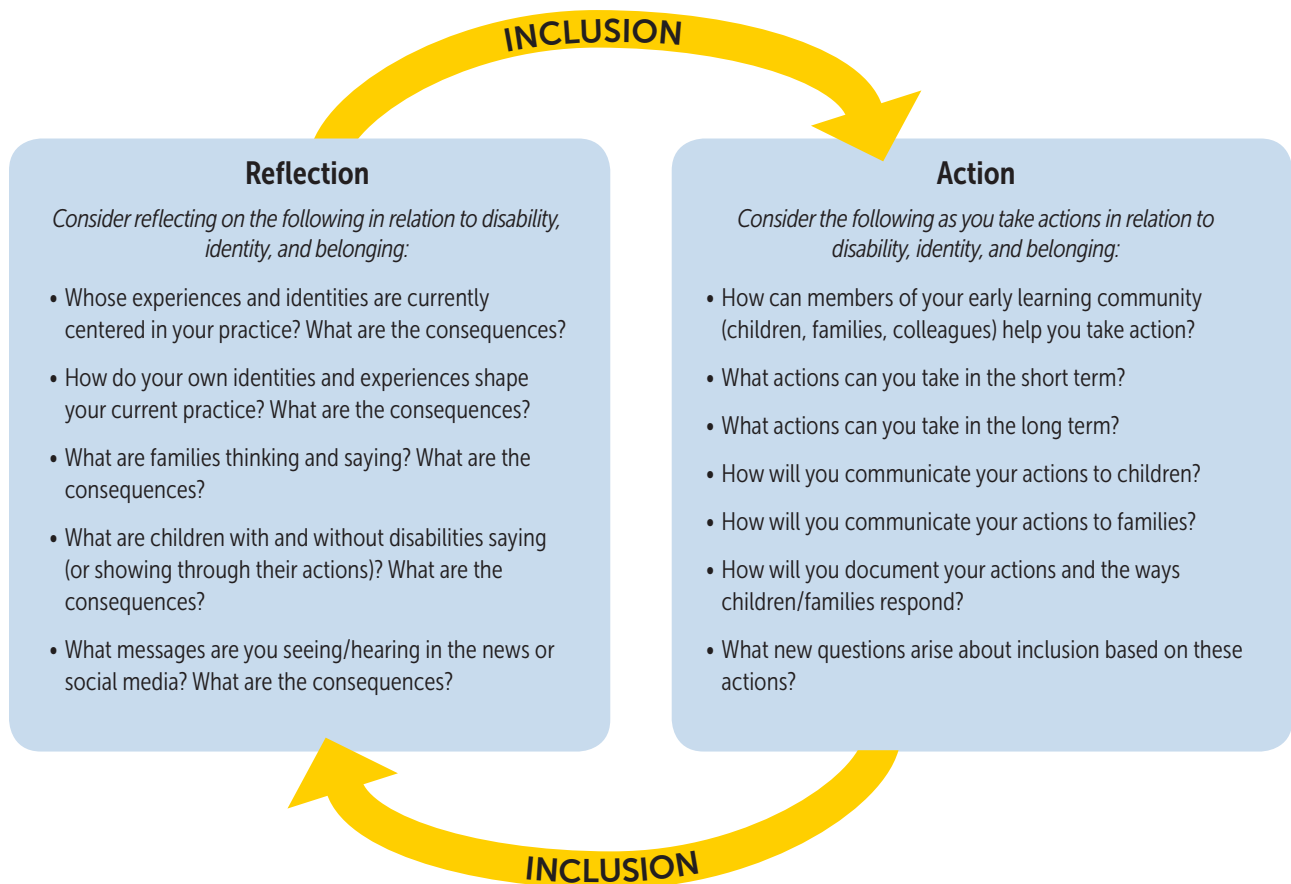 INCLUSION
Reflection
Consider reflecting on the following in relation to disability,
identity, and belonging:
• Whose experiences and identities are currently
centered in your practice? What are the consequences?
• How do your own identities and experiences shape
your current practice? What are the consequences?
• What are families thinking and saying? What are the
consequences?
• What are children with and without disabilities saying
(or showing through their actions)? What are the
consequences?
• What messages are you seeing/hearing in the news or
social media? What are the consequences?
Action
Consider the following as you take actions in relation to
disability, identity, and belonging:
• How can members of your early learning community
(children, families, colleagues) help you take action?
• What actions can you take in the short term?
• What actions can you take in the long term?
• How will you communicate your actions to children?
• How will you communicate your actions to families?
• How will you document your actions and the ways
children/families respond?
• What new questions arise about inclusion based on these
actions?
INCLUSION